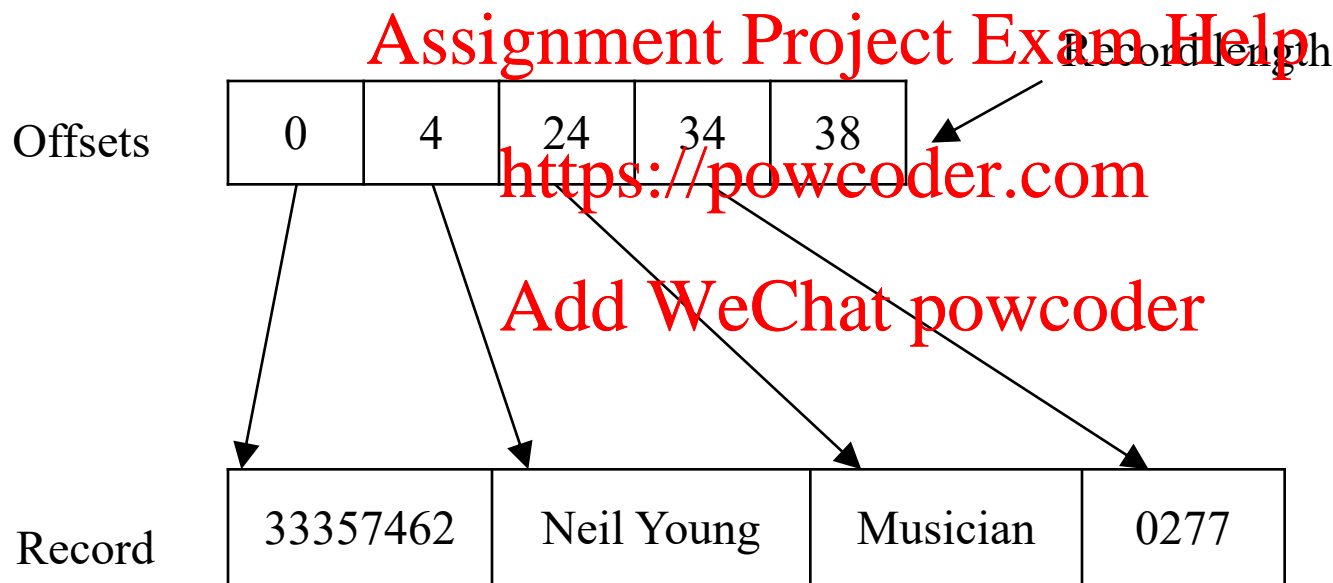 Assignment Project Exam Help
Record length
Offsets 0 4 24 34 38
https://powcoder.com
Add WeChat powcoder
Record 33357462 Neil Young Musician 0277